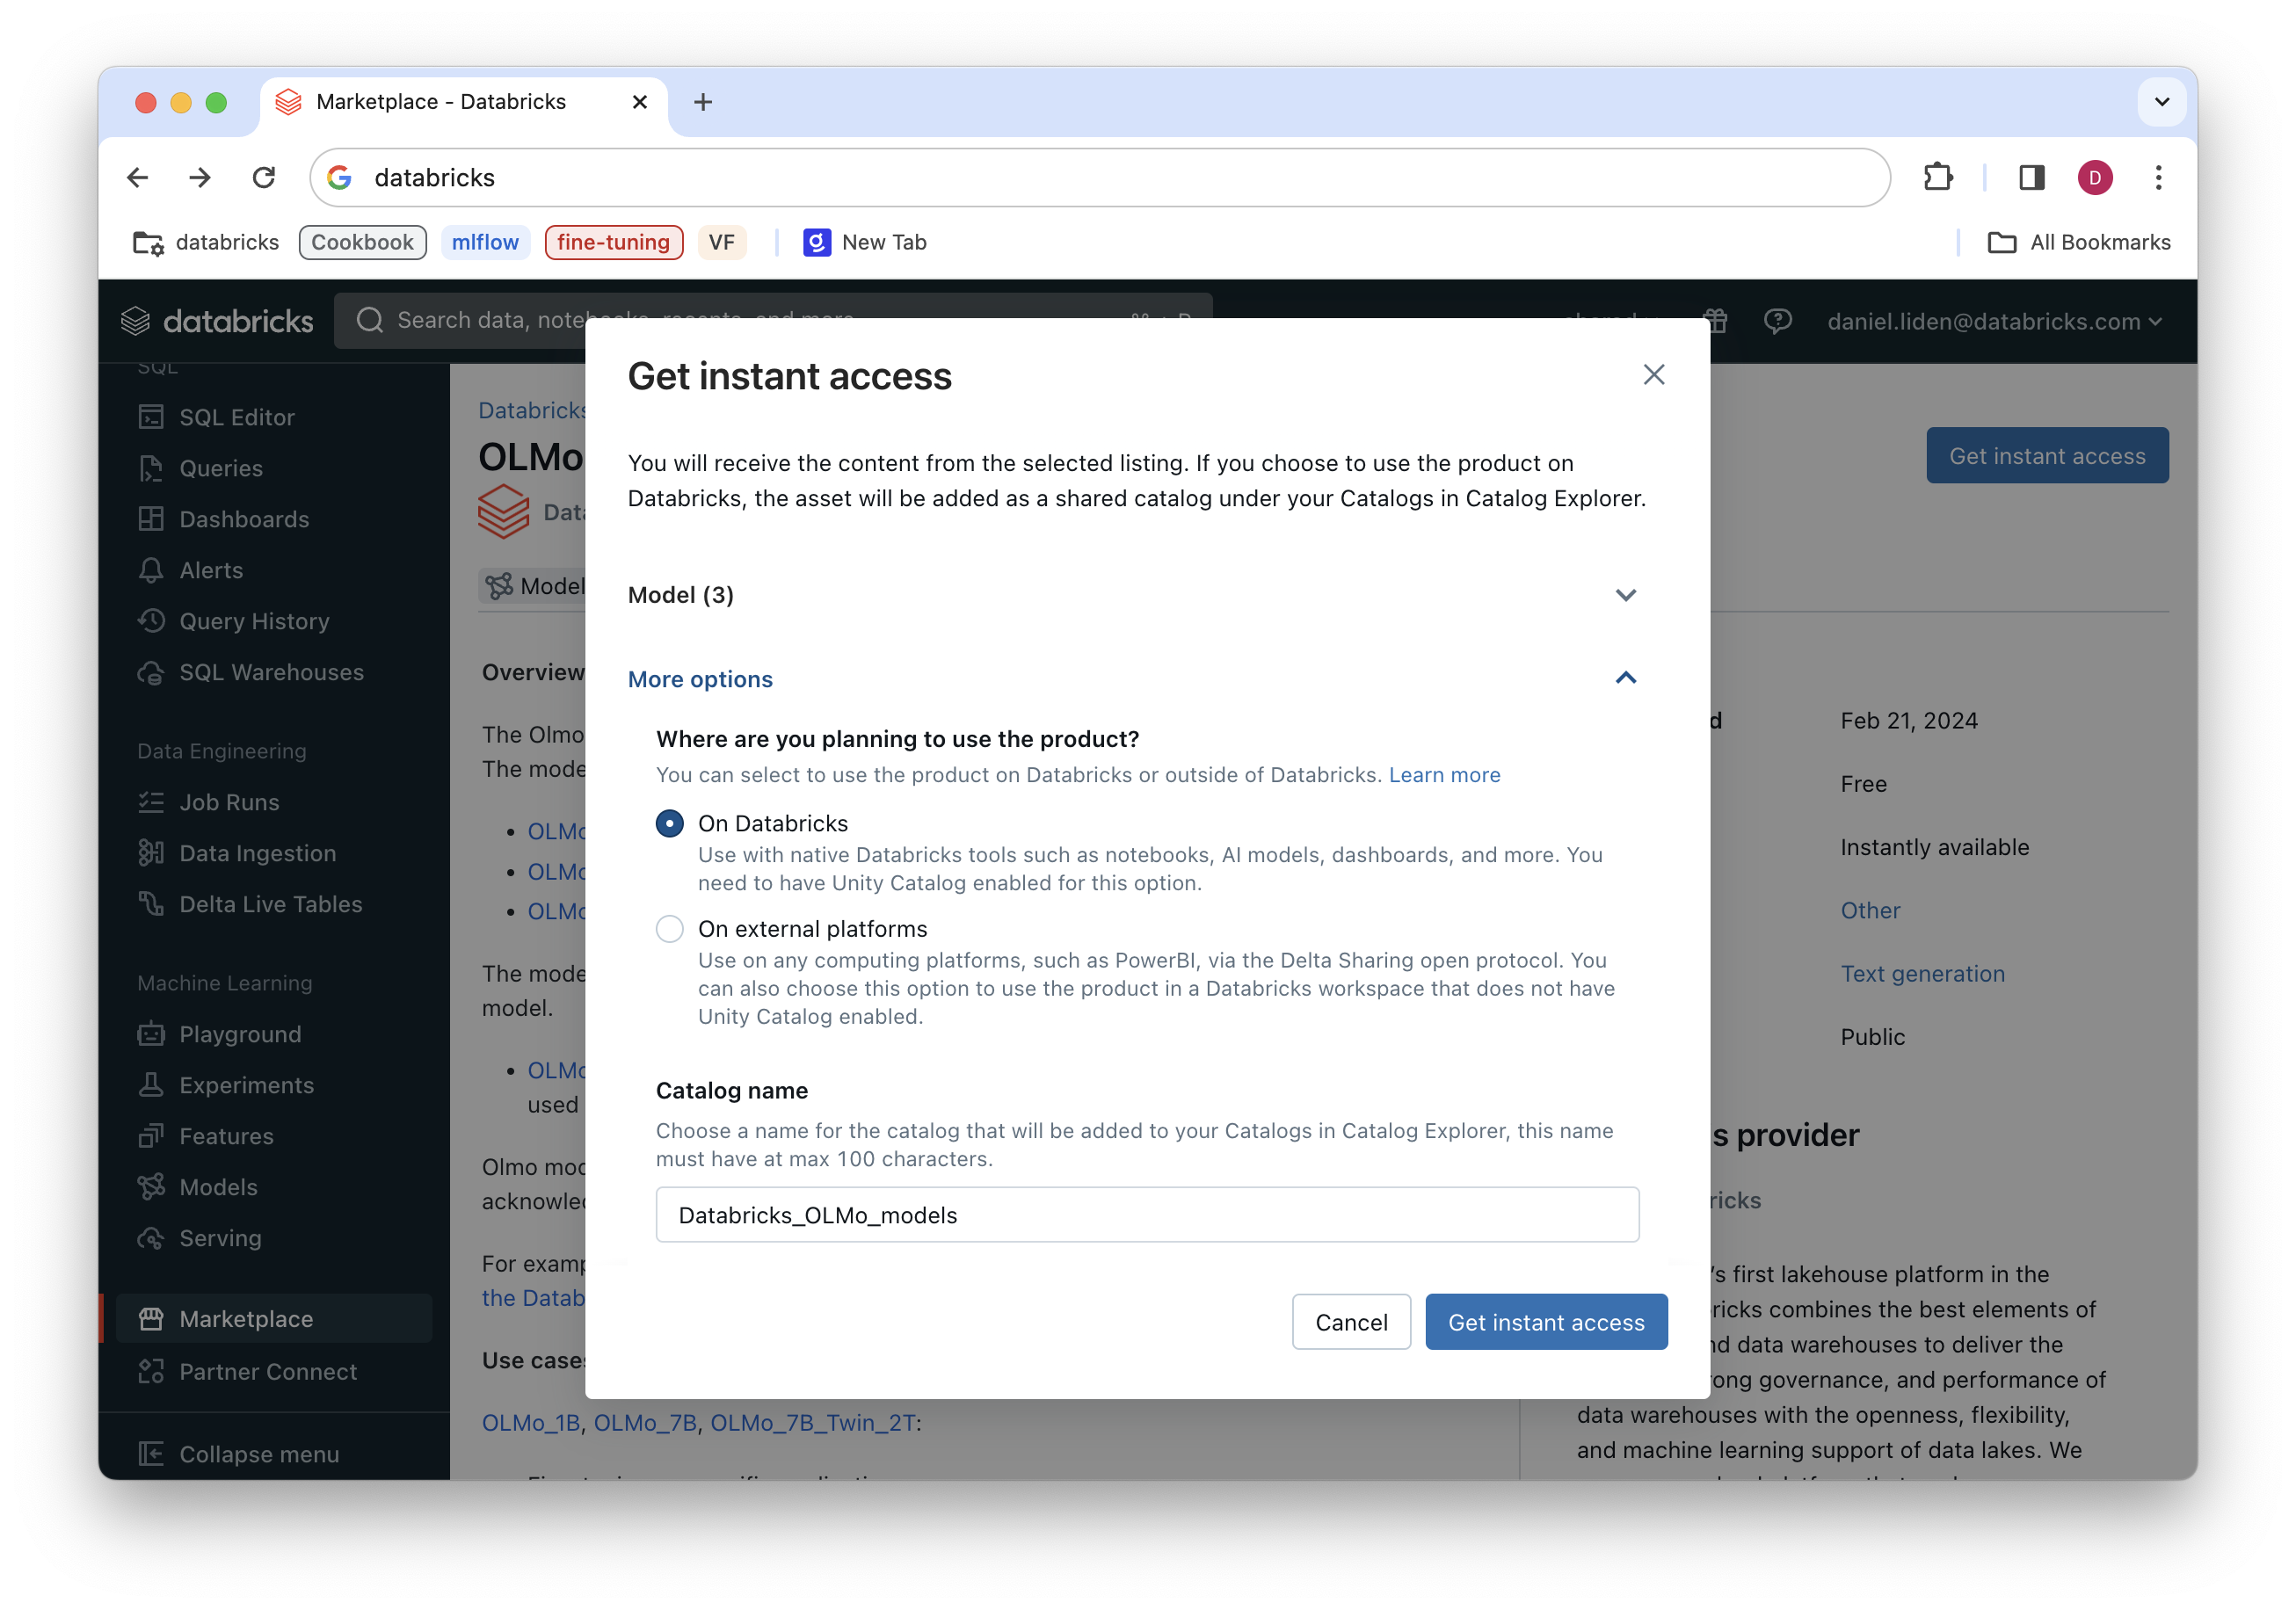 Marketplace - Databricks
databricks
D
databricks
Cookbook
mlflow
fine-tuning
VF
New Tab
All Bookmarks
databricks
Search data,
daniel.liden@databricks.com
SQL
SQL Editor
Queries
Dashboards
Alerts
Query History
SQL Warehouses
Data Engineering
Job Runs
Data Ingestion
Delta Live Tables
Machine Learning
Playground
Experiments
Features
Models
Serving
Marketplace
Partner Connect
Collapse menu
Databricks
OLMo
Model
Overview
The Olmo
The mode
OLMo
OLMo
OLMo
The mode
model.
OLMo
used
Olmo mod
acknowled
For examp
the Datab
Use cases
OLMo_1B, OLMo_7B, OLMo_7B_Twin_2T:
Get instant access
You will receive the content from the selected listing. If you choose to use the product on
Databricks, the asset will be added as a shared catalog under your Catalogs in Catalog Explorer.
Model (3)
More options
Where are you planning to use the product?
You can select to use the product on Databricks or outside of Databricks. Learn more
On Databricks
Use with native Databricks tools such as notebooks, AI models, dashboards, and more. You
need to have Unity Catalog enabled for this option.
On external platforms
Use on any computing platforms, such as PowerBI, via the Delta Sharing open protocol. You
can also choose this option to use the product in a Databricks workspace that does not have
Unity Catalog enabled.
Catalog name
Choose a name for the catalog that will be added to your Catalogs in Catalog Explorer, this name
must have at max 100 characters.
Databricks_OLMo_models
Cancel
Get instant access
Get instant access
d
Feb 21, 2024
Free
Instantly available
Other
Text generation
Public
s provider
ricks
's first lakehouse platform in the
ricks combines the best elements of
nd data warehouses to deliver the
rong governance, and performance of
data warehouses with the openness, flexibility,
and machine learning support of data lakes. We